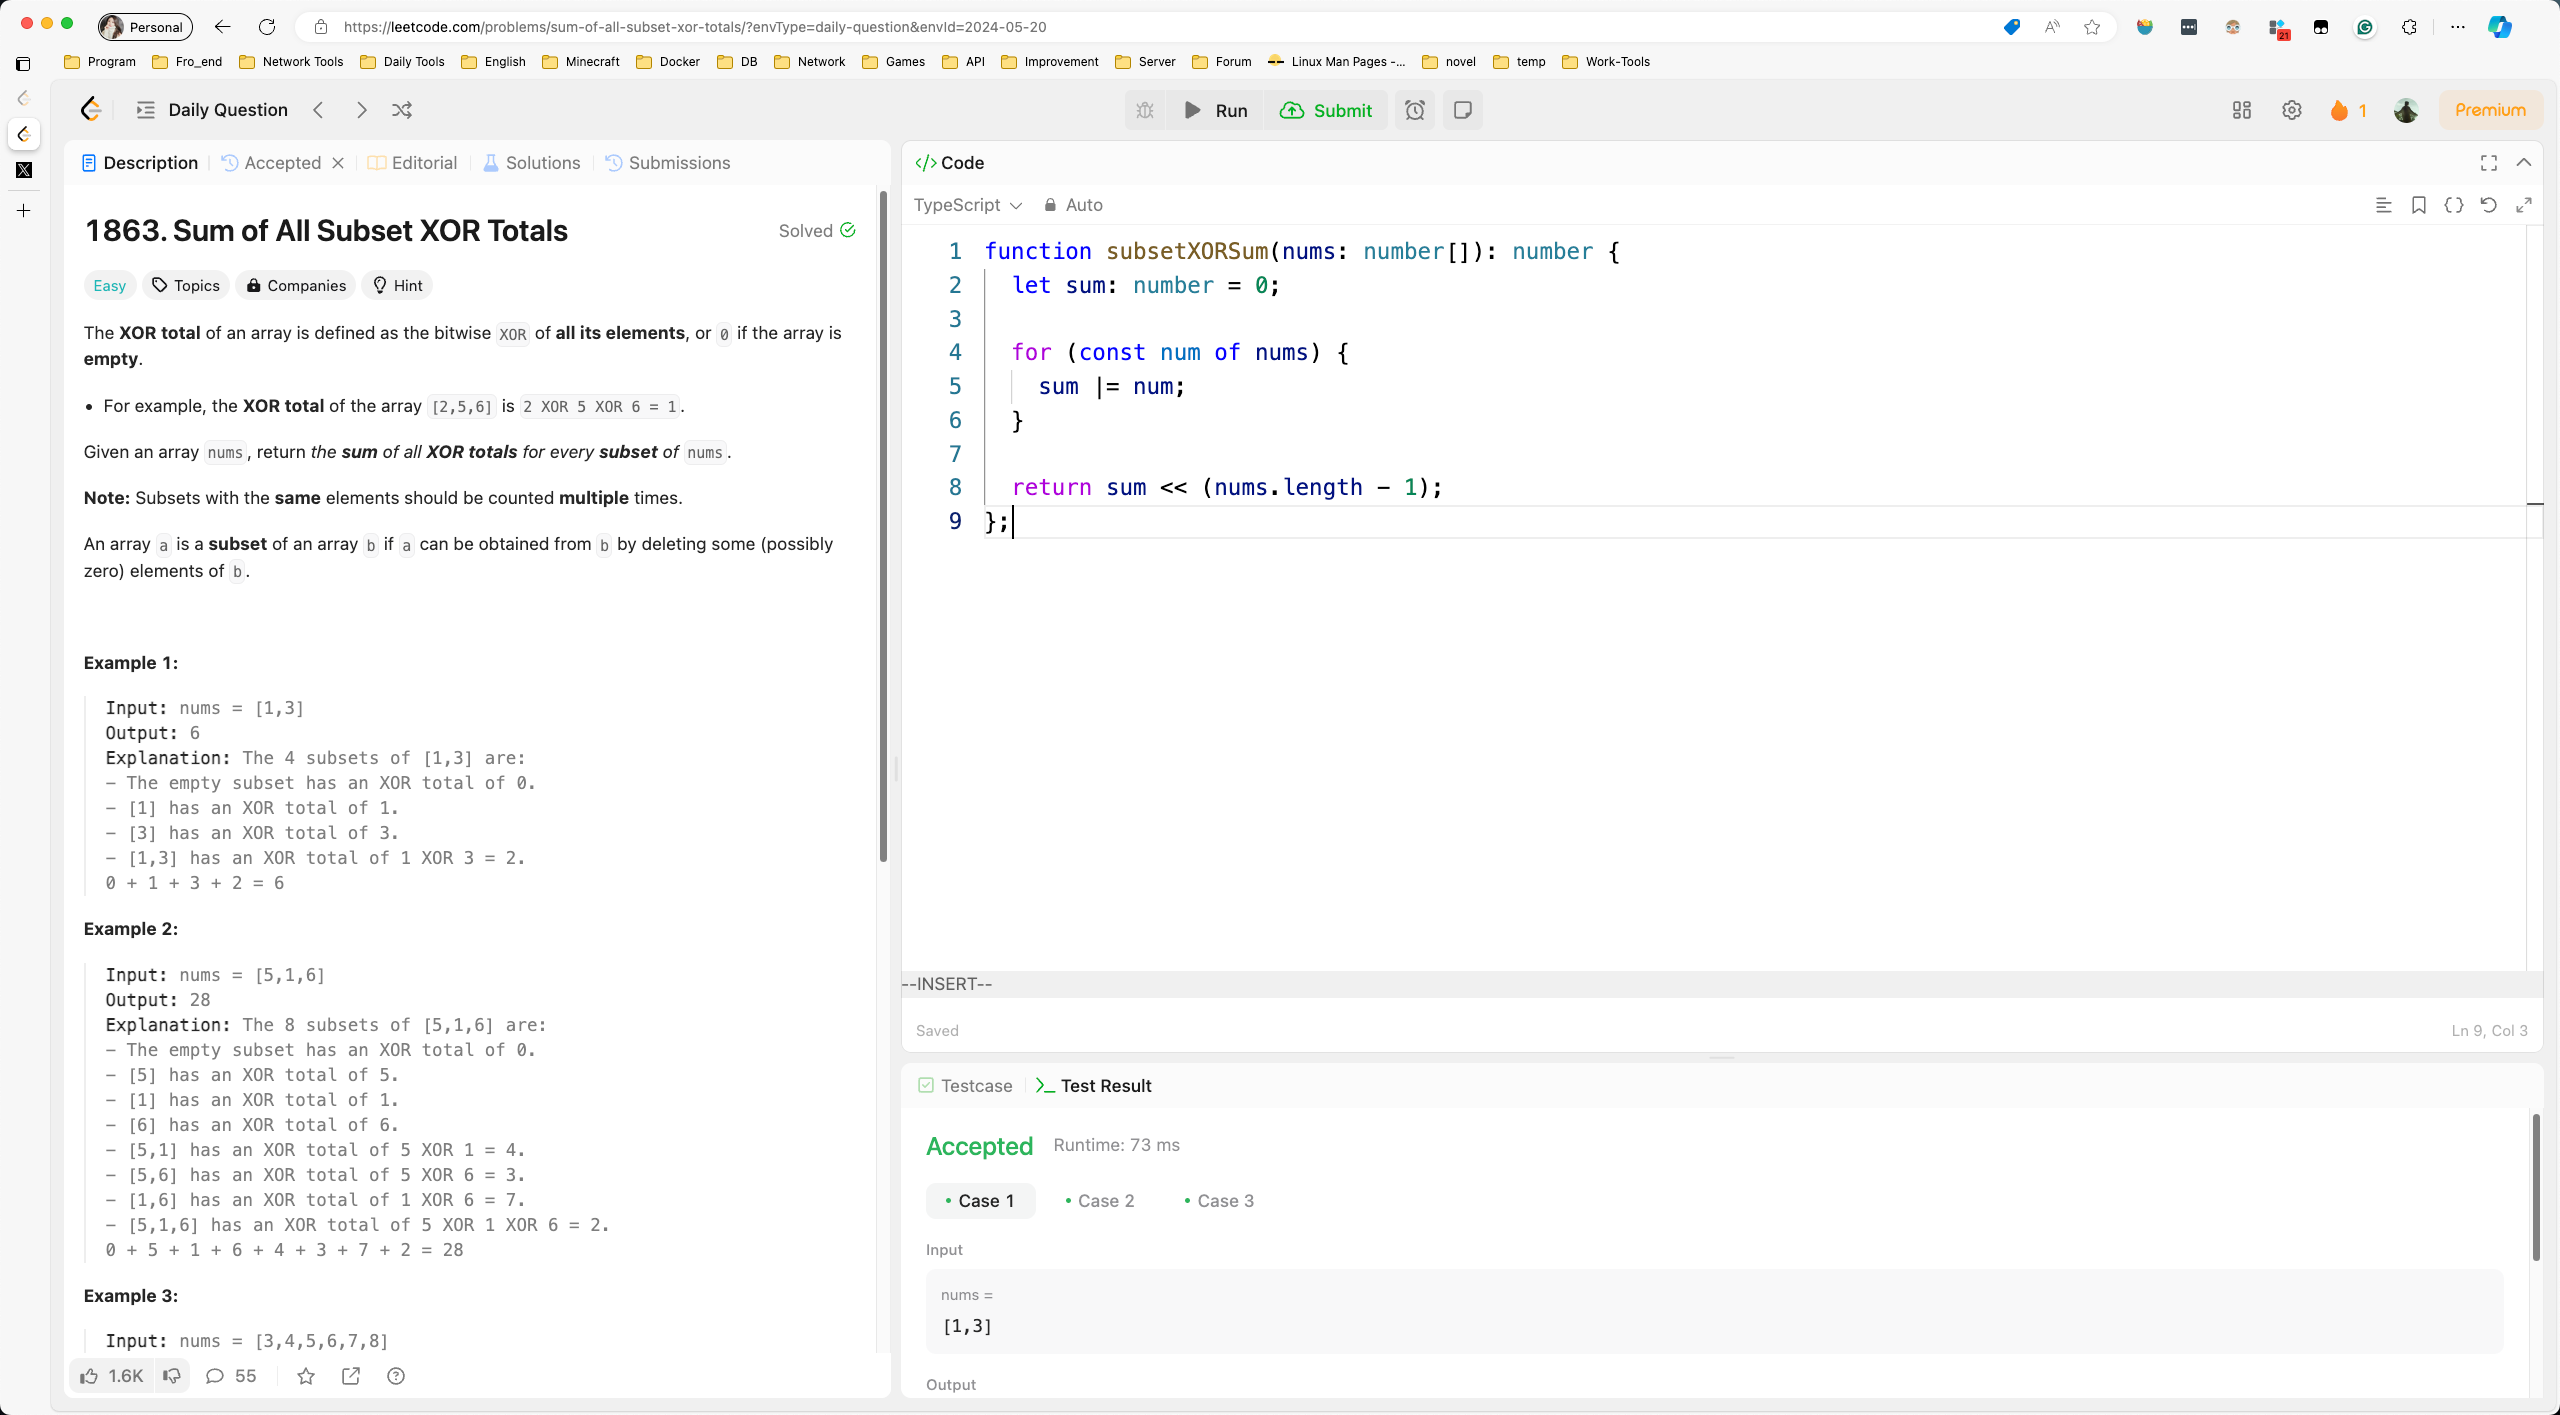 Personal
https://leetcode.com/problems/sum-of-all-subset-xor-totals/?envType=daily-question&envId=2024-05-20
21
Program Fro_end Network Tools Daily Tools English Minecraft Docker DB Network Games API Improvement Server Forum Linux Man Pages -... novel temp Work-Tools
Daily Question
Run Submit
1
Premium
Description Accepted Editorial Solutions Submissions
1863. Sum of All Subset XOR Totals
Solved
Easy Topics Companies Hint
The XOR total of an array is defined as the bitwise XOR of all its elements, or 0 if the array is
empty.
• For example, the XOR total of the array [2,5,6] is 2 XOR 5 XOR 6 = 1.
Given an array nums, return the sum of all XOR totals for every subset of nums.
Note: Subsets with the same elements should be counted multiple times.
An array a is a subset of an array b if a can be obtained from b by deleting some (possibly
zero) elements of b.
Example 1:
Input: nums = [1,3]
Output: 6
Explanation: The 4 subsets of [1,3] are:
- The empty subset has an XOR total of 0.
- [1] has an XOR total of 1.
- [3] has an XOR total of 3.
- [1,3] has an XOR total of 1 XOR 3 = 2.
0 + 1 + 3 + 2 = 6
Example 2:
Input: nums = [5,1,6]
Output: 28
Explanation: The 8 subsets of [5,1,6] are:
- The empty subset has an XOR total of 0.
- [5] has an XOR total of 5.
- [1] has an XOR total of 1.
- [6] has an XOR total of 6.
- [5,1] has an XOR total of 5 XOR 1 = 4.
- [5,6] has an XOR total of 5 XOR 6 = 3.
- [1,6] has an XOR total of 1 XOR 6 = 7.
- [5,1,6] has an XOR total of 5 XOR 1 XOR 6 = 2.
0 + 5 + 1 + 6 + 4 + 3 + 7 + 2 = 28
Example 3:
Input: nums = [3,4,5,6,7,8]
1.6K 55
</> Code
TypeScript Auto
1 function subsetXORSum(nums: number[]): number {
2 let sum: number = 0;
3
4 for (const num of nums) {
5 sum |= num;
6 }
7
8 return sum << (nums.length - 1);
9 };
--INSERT--
Saved
Ln 9, Col 3
Testcase >_ Test Result
Accepted Runtime: 73 ms
• Case 1 • Case 2 • Case 3
Input
nums =
[1,3]
Output